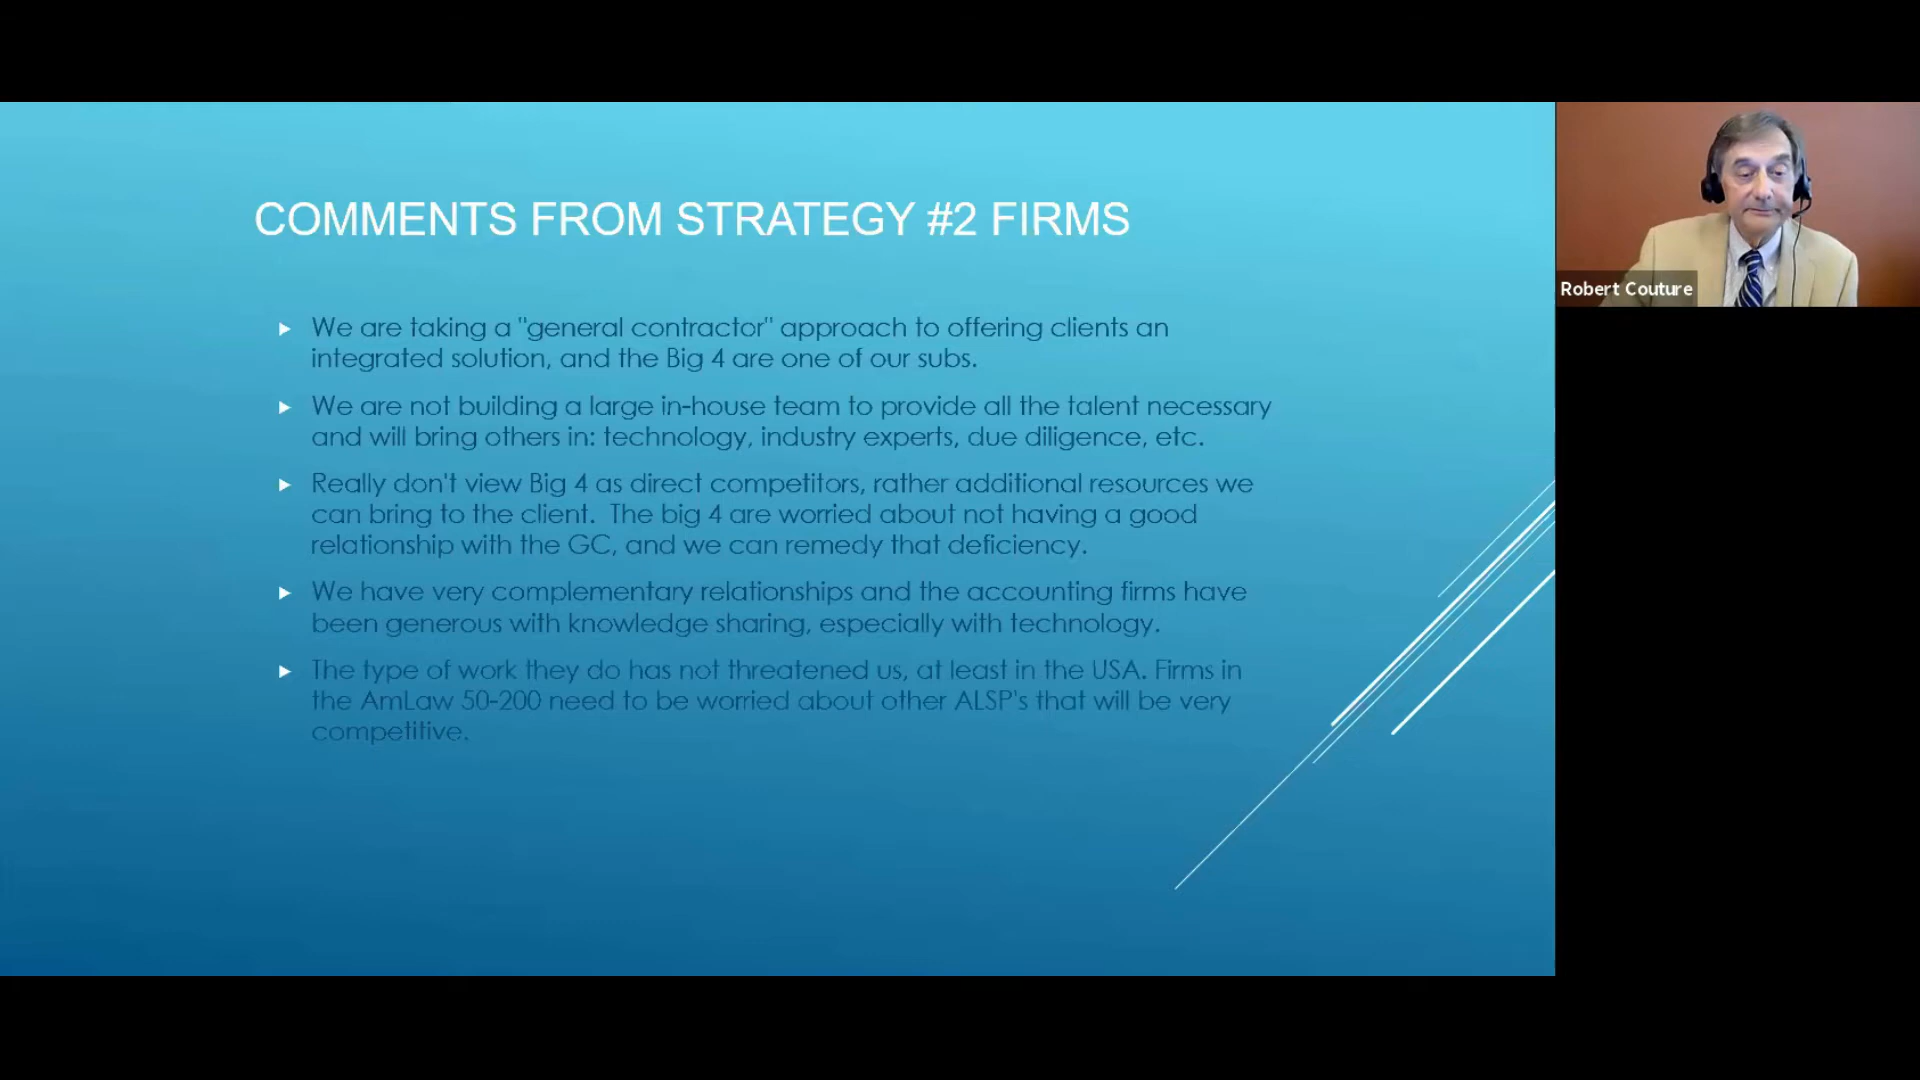 COMMENTS FROM STRATEGY #2 FIRMS
We are taking a "general contractor" approach to offering clients an
integrated solution, and the Big 4 are one of our subs.
We are not building a large in-house team to provide all the talent necessary
and will bring others in: technology, industry experts, due diligence, etc.
Really don't view Big 4 as direct competitors, rather additional resources we
can bring to the client.  The big 4 are worried about not having a good
relationship with the GC, and we can remedy that deficiency.
We have very complementary relationships and the accounting firms have
been generous with knowledge sharing, especially with technology.
The type of work they do has not threatened us, at least in the USA. Firms in
the AmLaw 50-200 need to be worried about other ALSP's that will be very
competitive.
Robert Couture